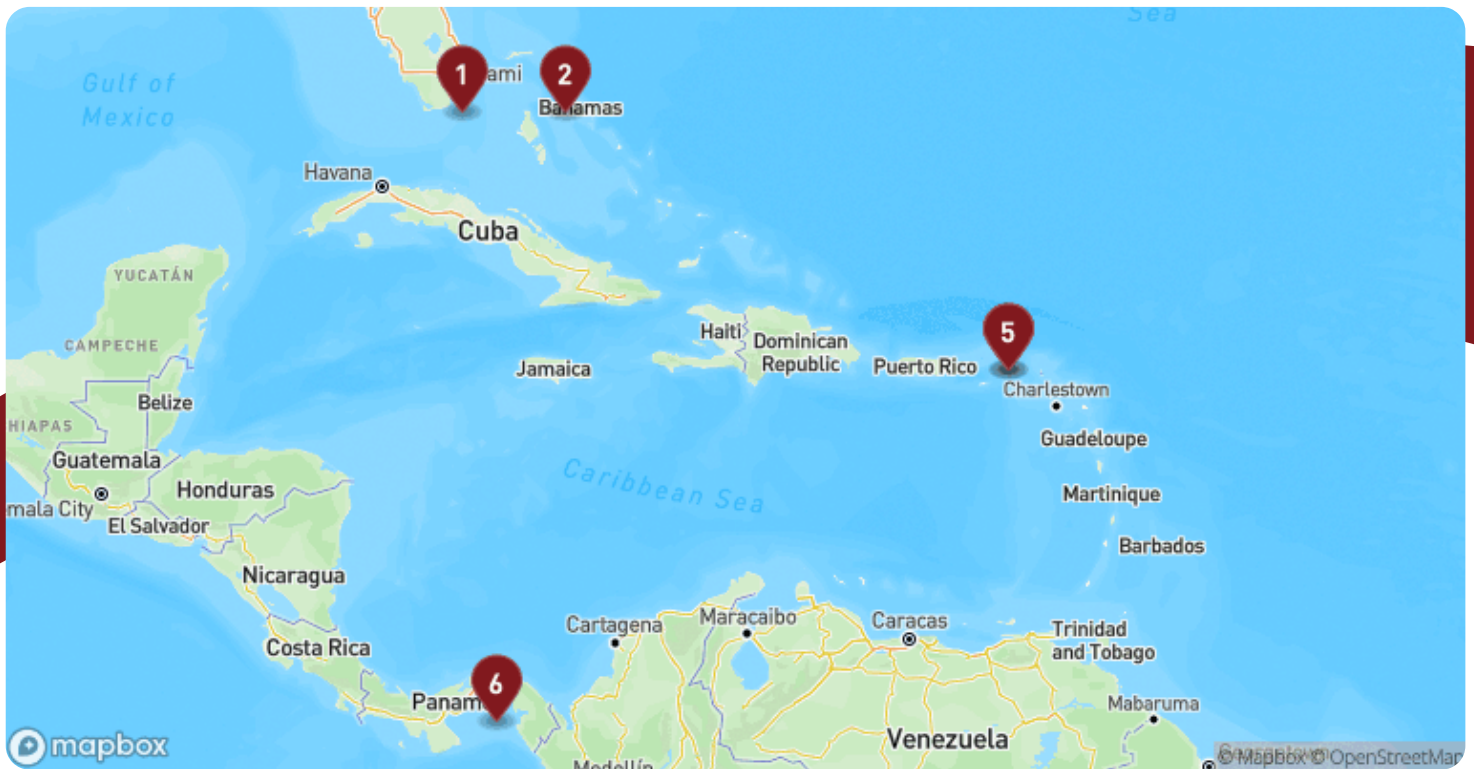 Sea
Gulf of
Mexico
1
ami
2
Bahamas
Havana
Cuba
YUCATÁN
CAMPECHE
Belize
HIAPAS
Guatemala
mala City
El Salvador
Honduras
Nicaragua
Costa Rica
Jamaica
Haiti
Dominican
Republic
Puerto Rico
5
Charlestown
Guadeloupe
Martinique
Barbados
Caribbean Sea
Cartagena
Maracaibo
Caracas
Trinidad
and Tobago
6
Panam
Mabaruma
Venezuela
Medellín
mapbox
© Mapbox © OpenStreetMap